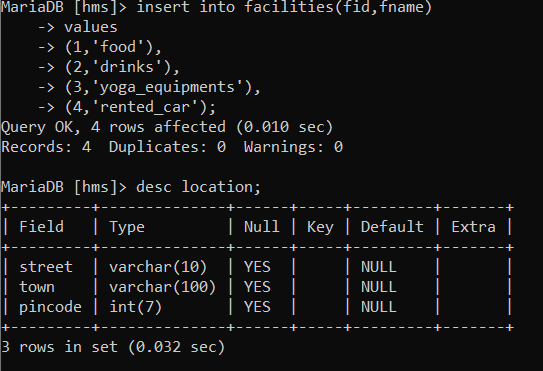 MariaDB [hms]> insert into facilities(fid,fname)
    -> values
    -> (1,'food'),
    -> (2,'drinks'),
    -> (3,'yoga_equipments'),
    -> (4,'rented_car');
Query OK, 4 rows affected (0.010 sec)
Records: 4  Duplicates: 0  Warnings: 0

MariaDB [hms]> desc location;
+---------+--------------+------+-----+---------+-------+
| Field   | Type         | Null | Key | Default | Extra |
+---------+--------------+------+-----+---------+-------+
| street  | varchar(10)  | YES  |     | NULL    |       |
| town    | varchar(100) | YES  |     | NULL    |       |
| pincode | int(7)       | YES  |     | NULL    |       |
+---------+--------------+------+-----+---------+-------+
3 rows in set (0.032 sec)